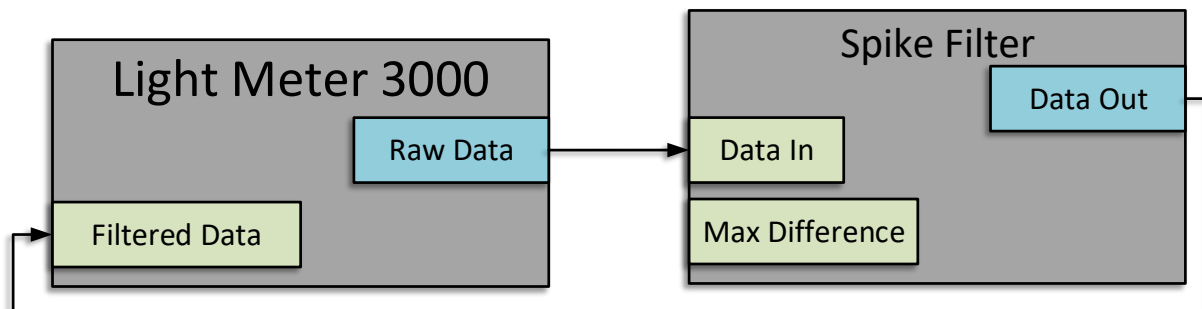 Light Meter 3000
Raw Data
Filtered Data
Spike Filter
Data Out
Data In
Max Difference